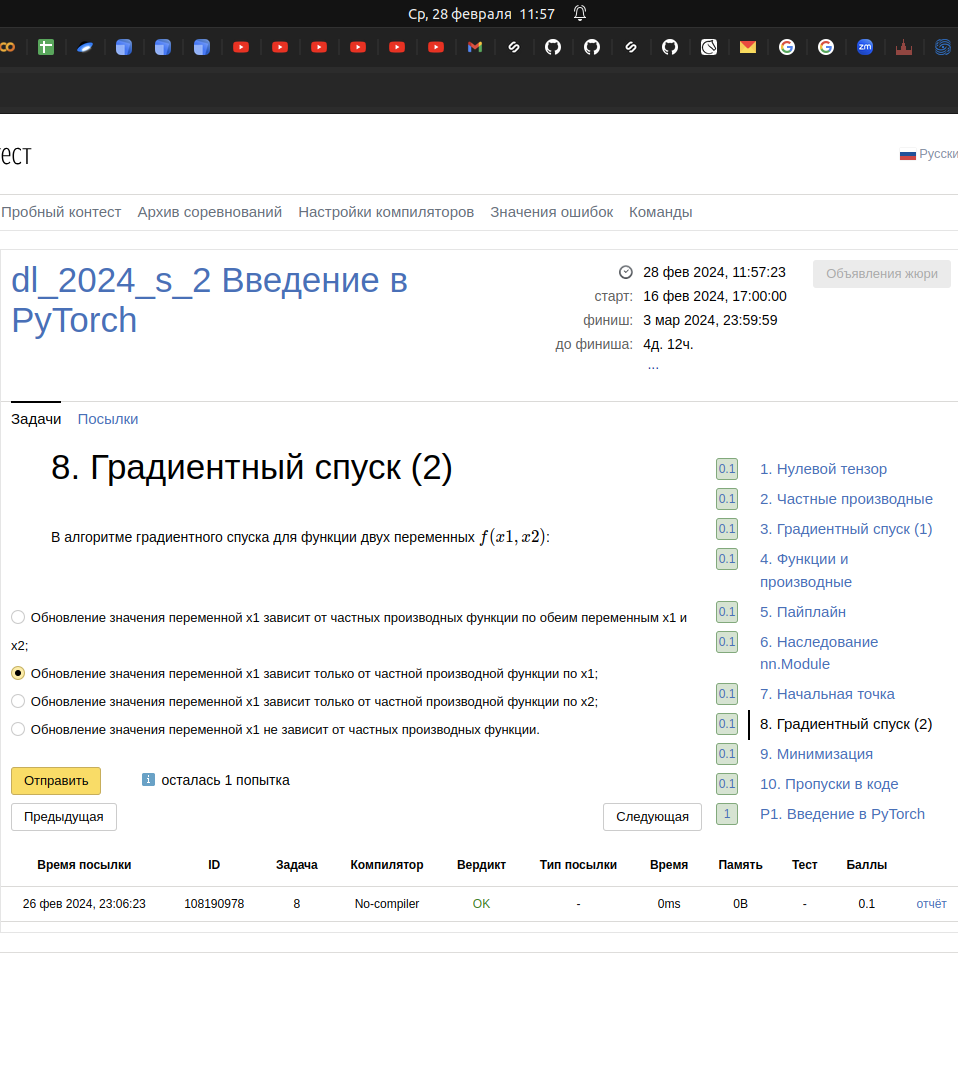 Ср, 28 февраля 11:57
ест
Русски
Пробный контест Архив соревнований Настройки компиляторов Значения ошибок Команды
dl_2024_s_2 Введение в
PyTorch
28 фев 2024, 11:57:23
старт: 16 фев 2024, 17:00:00
финиш: 3 мар 2024, 23:59:59
до финиша: 4д. 12ч.
...
Объявления жюри
Задачи Посылки
8. Градиентный спуск (2)
В алгоритме градиентного спуска для функции двух переменных f(x1, x2):
Обновление значения переменной x1 зависит от частных производных функции по обеим переменным x1 и
x2;
Обновление значения переменной x1 зависит только от частной производной функции по x1;
Обновление значения переменной x1 зависит только от частной производной функции по x2;
Обновление значения переменной x1 не зависит от частных производных функции.
Отправить i осталась 1 попытка
Предыдущая Следующая
0.1 1. Нулевой тензор
0.1 2. Частные производные
0.1 3. Градиентный спуск (1)
0.1 4. Функции и
производные
0.1 5. Пайплайн
0.1 6. Наследование
nn.Module
0.1 7. Начальная точка
0.1 8. Градиентный спуск (2)
0.1 9. Минимизация
0.1 10. Пропуски в коде
1 P1. Введение в PyTorch
Время посылки ID Задача Компилятор Вердикт Тип посылки Время Память Тест Баллы
26 фев 2024, 23:06:23 108190978 8 No-compiler OK - 0ms 0B - 0.1 отчёт